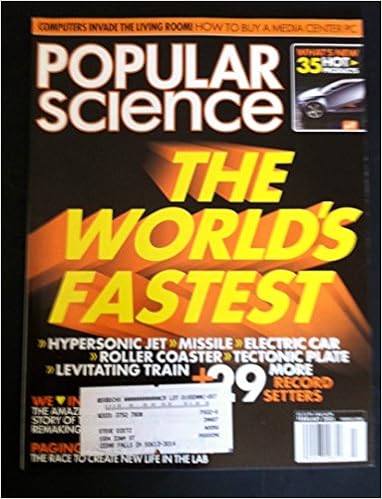 COMPUTERS INVADE THE LIVING ROOM! HOW TO BUY A MEDIA CENTER PC
POPULAR
SCIENCE
WHAT'S NEW
35 HOT
PRODUCTS
THE
WORLD'S
FASTEST
» HYPERSONIC JET » MISSILE » ELECTRIC CAR
» ROLLER COASTER » TECTONIC PLATE
» LEVITATING TRAIN +29 MORE
RECORD
SETTERS
WE ♥ IN
THE AMAZI
STORY OF T
REMAKING
PAGING
THE RACE TO CREATE NEW LIFE IN THE LAB